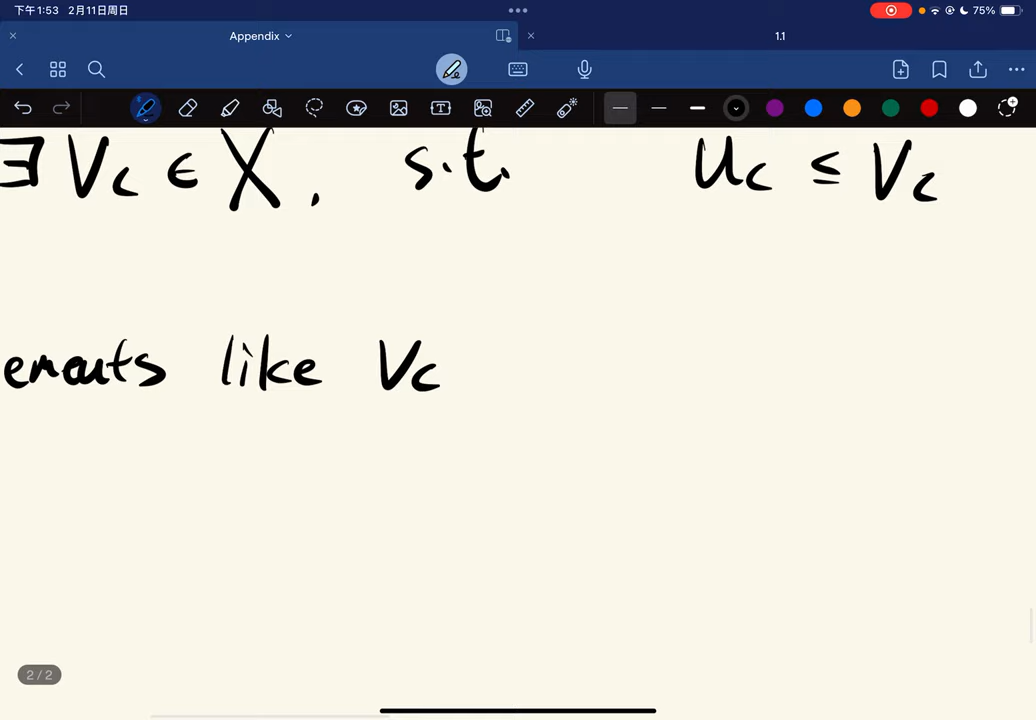 下午1:53 2月11日周日
75%
Appendix
1.1
∃ Vc ∈ X, s.t. uc ≤ Vc
ements like Vc
2 / 2